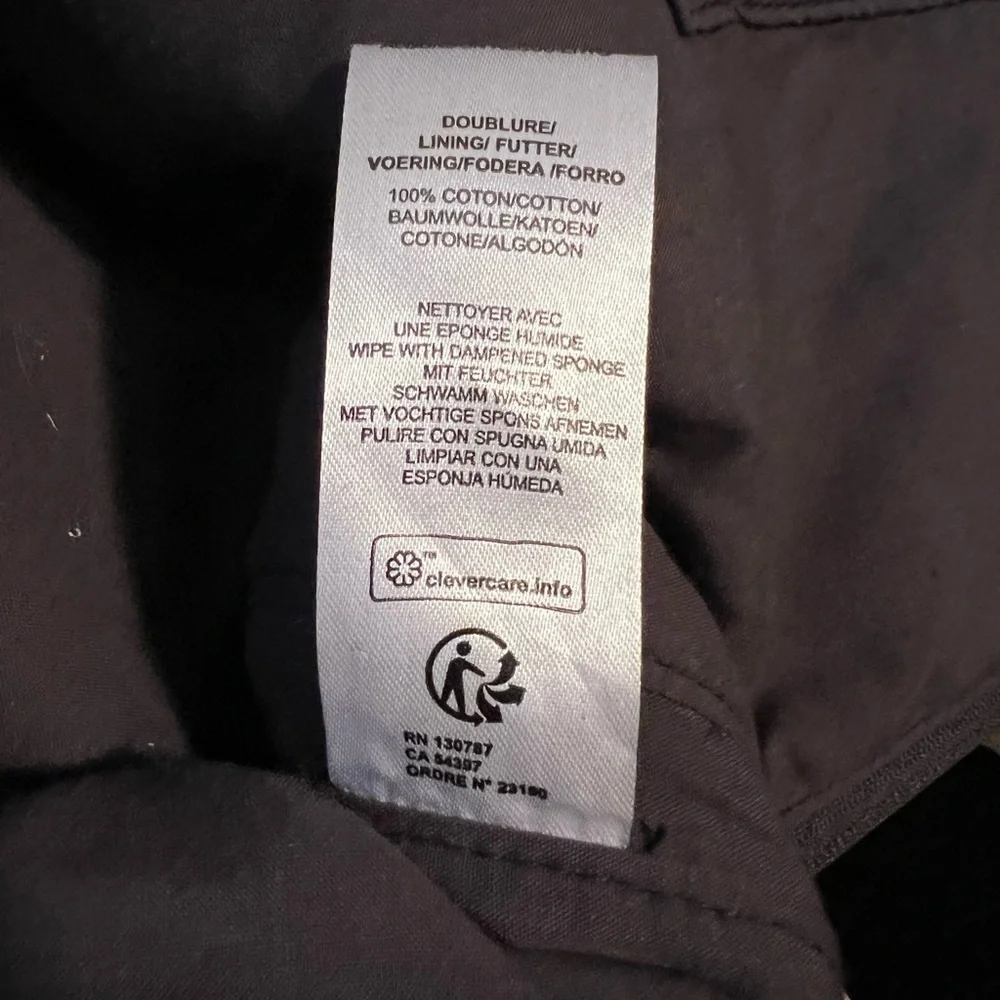 DOUBLURE/
LINING/ FUTTER/
VOERING/FODERA /FORRO
100% COTON/COTTON/
BAUMWOLLE/KATOEN/
COTONE/ALGODÓN
NETTOYER AVEC
UNE EPONGE HUMIDE
WIPE WITH DAMPENED SPONGE
MIT FEUCHTER
SCHWAMM WASCHEN
MET VOCHTIGE SPONS AFNEMEN
PULIRE CON SPUGNA UMIDA
LIMPIAR CON UNA
ESPONJA HÚMEDA
™
clevercare.info
RN 130787
CA 54397
ORDRE N° 23190